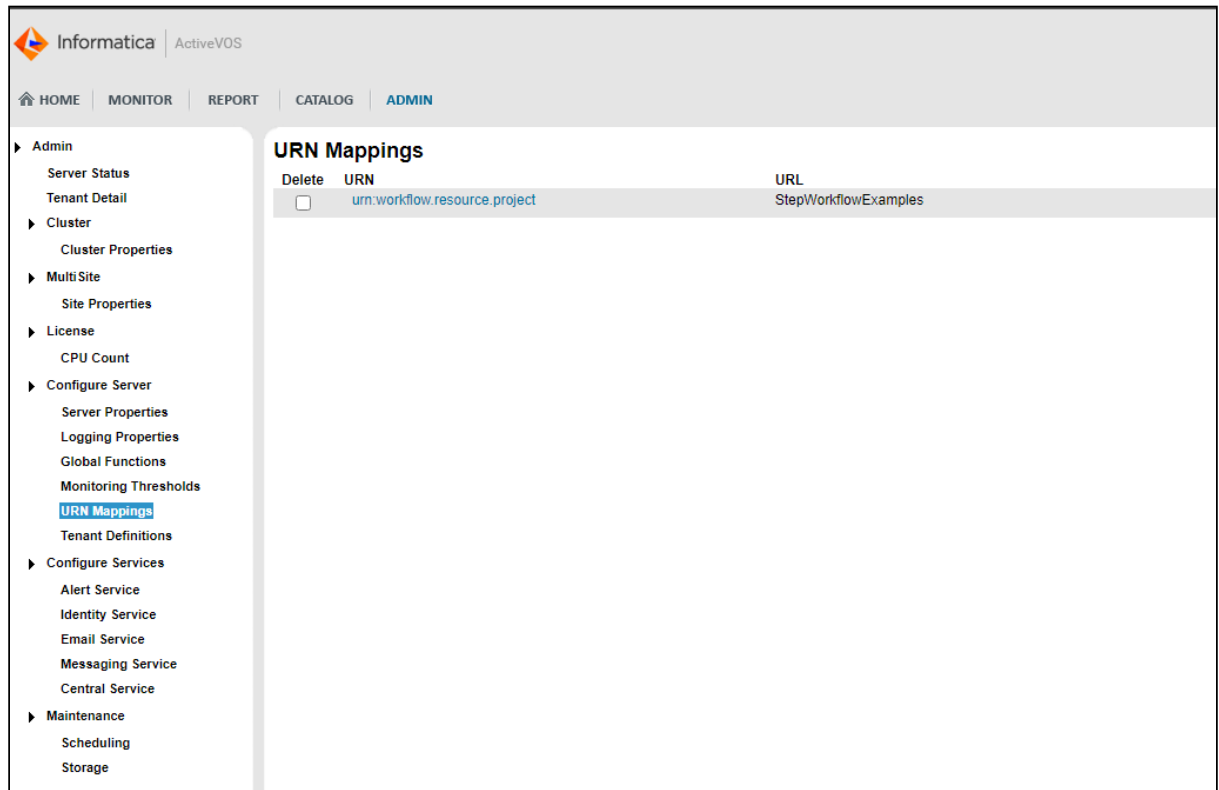 Informatica ActiveVOS
HOME MONITOR REPORT CATALOG ADMIN
Admin
Server Status
Tenant Detail
Cluster
Cluster Properties
MultiSite
Site Properties
License
CPU Count
Configure Server
Server Properties
Logging Properties
Global Functions
Monitoring Thresholds
URN Mappings
Tenant Definitions
Configure Services
Alert Service
Identity Service
Email Service
Messaging Service
Central Service
Maintenance
Scheduling
Storage
URN Mappings
Delete URN URL
urn:workflow.resource.project StepWorkflowExamples